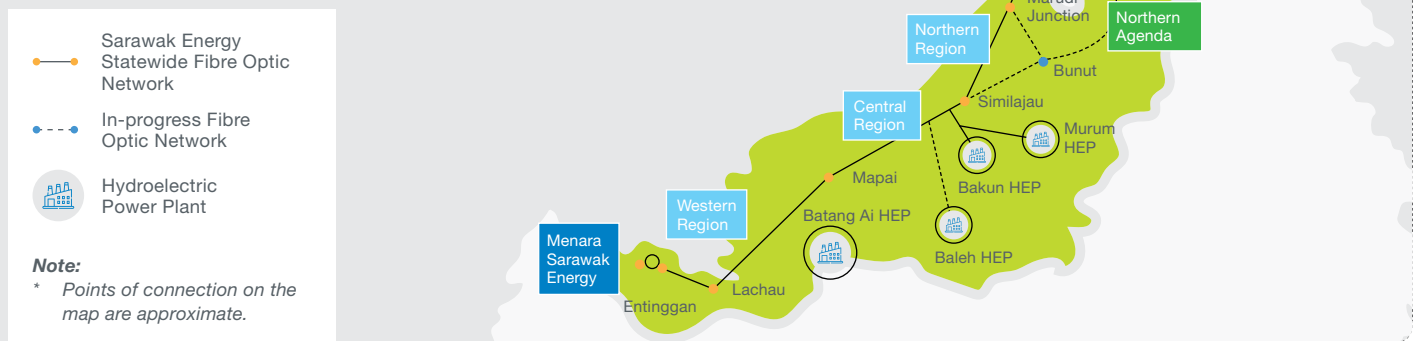 Sarawak Energy
Statewide Fibre Optic
Network
In-progress Fibre
Optic Network
Hydroelectric
Power Plant
Note:
* Points of connection on the
map are approximate.
Marudi
Junction
Northern
Agenda
Northern
Region
Bunut
Similajau
Central
Region
Murum
HEP
Bakun HEP
Mapai
Western
Region
Batang Ai HEP
Baleh HEP
Menara
Sarawak
Energy
Lachau
Entinggan